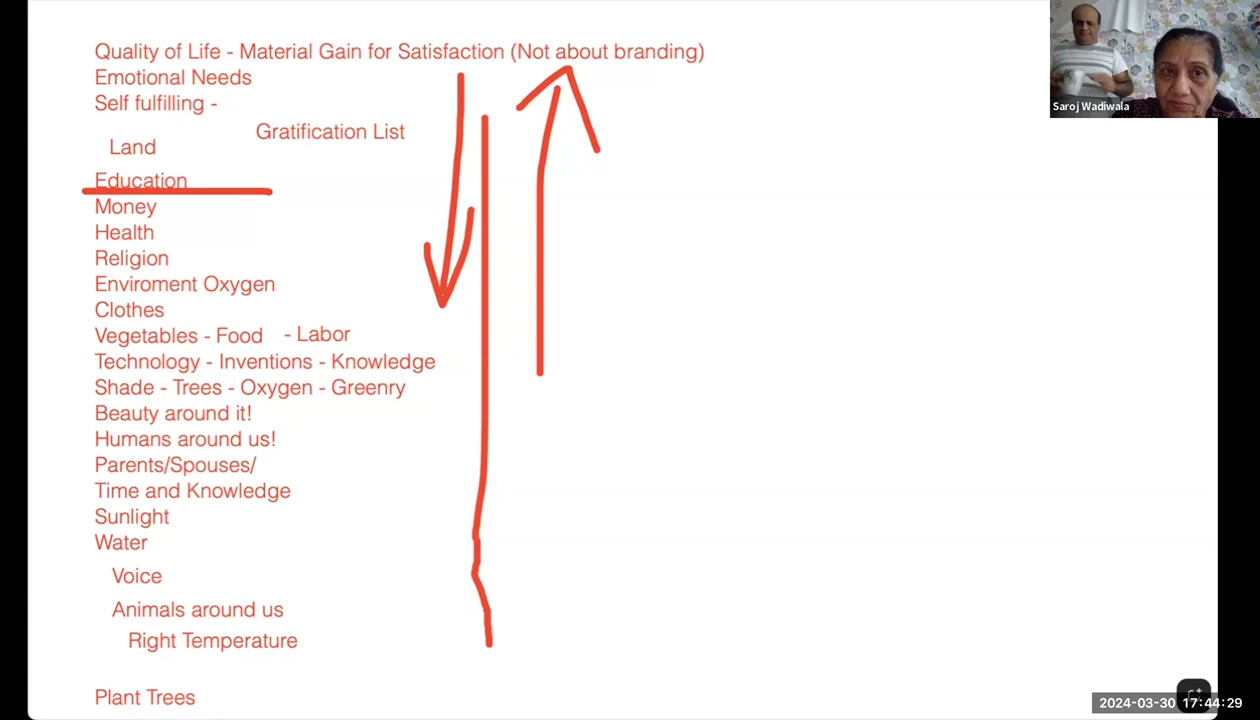 Quality of Life - Material Gain for Satisfaction (Not about branding)
Emotional Needs
Self fulfilling -
Gratification List
Land
Education
Money
Health
Religion
Enviroment Oxygen
Clothes
Vegetables - Food - Labor
Technology - Inventions - Knowledge
Shade - Trees - Oxygen - Greenry
Beauty around it!
Humans around us!
Parents/Spouses/
Time and Knowledge
Sunlight
Water
Voice
Animals around us
Right Temperature
Plant Trees
Saroj Wadiwala
2024-03-30 17:44:29